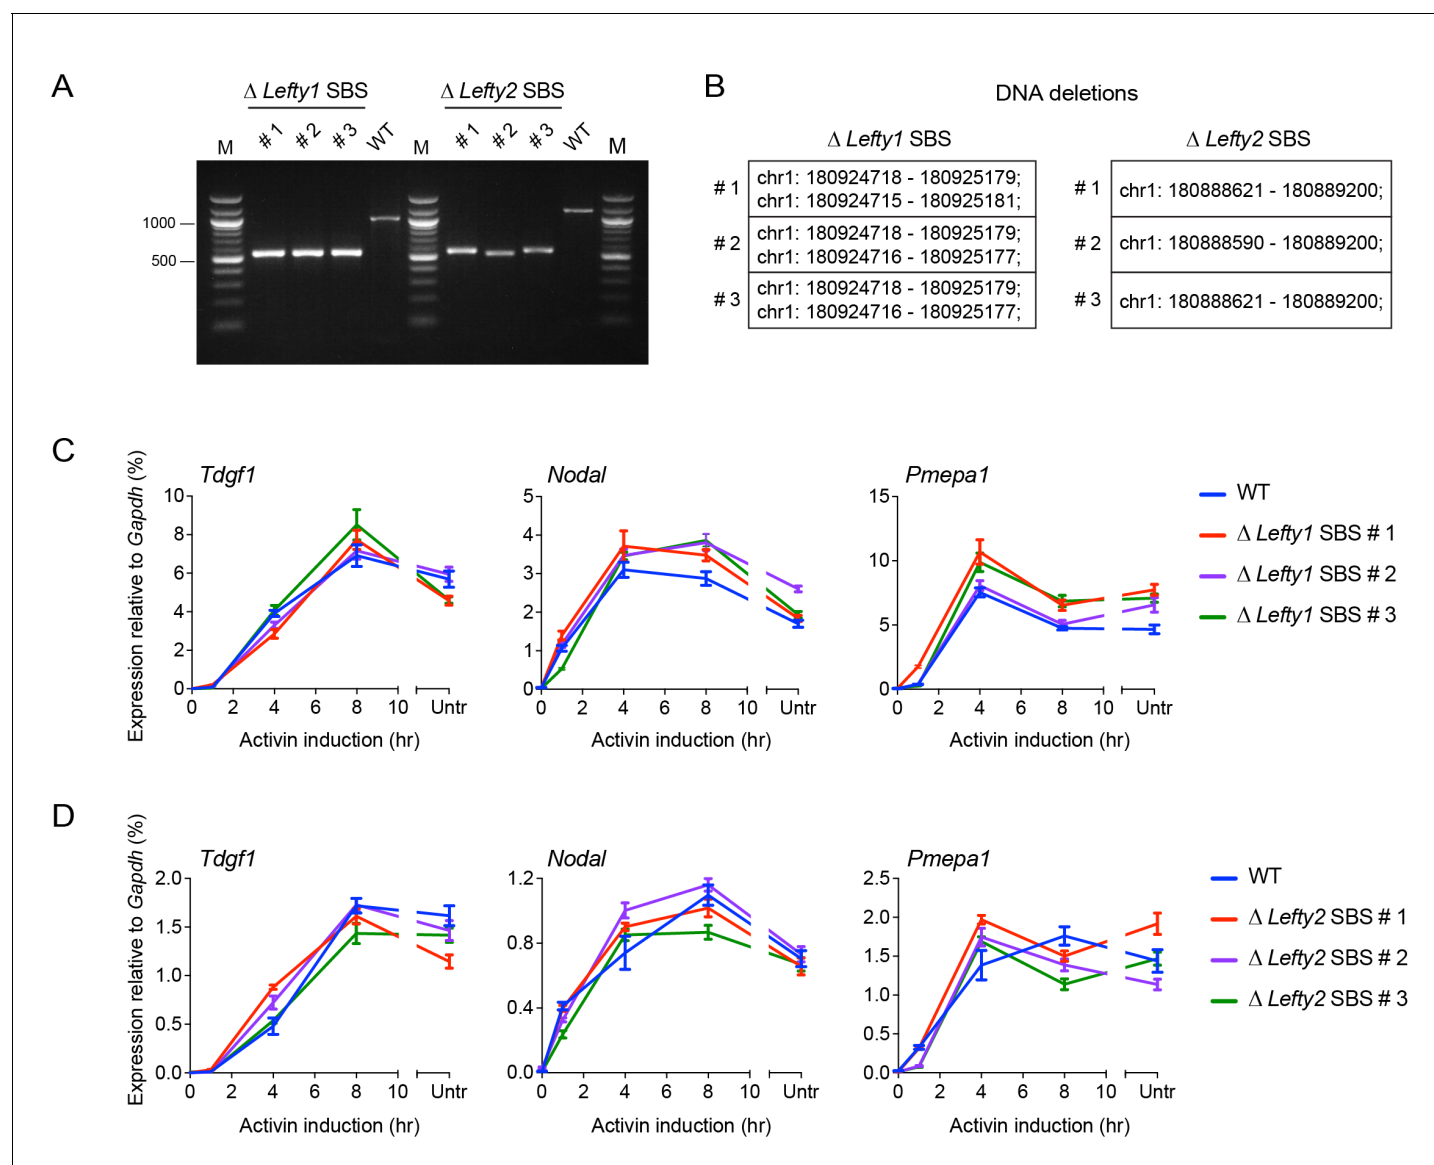 A
Δ Lefty1 SBS
Δ Lefty2 SBS
M
# 1
# 2
# 3
WT
M
# 1
# 2
# 3
WT
M
1000
500
B
DNA deletions
Δ Lefty1 SBS
# 1
chr1: 180924718 - 180925179;
chr1: 180924715 - 180925181;
# 2
chr1: 180924718 - 180925179;
chr1: 180924716 - 180925177;
# 3
chr1: 180924718 - 180925179;
chr1: 180924716 - 180925177;
Δ Lefty2 SBS
# 1
chr1: 180888621 - 180889200;
# 2
chr1: 180888590 - 180889200;
# 3
chr1: 180888621 - 180889200;
C
Expression relative to Gapdh (%)
Tdgf1
10
8
6
4
2
0
0 2 4 6 8 10 Untr
Activin induction (hr)
Nodal
5
4
3
2
1
0
0 2 4 6 8 10 Untr
Activin induction (hr)
Pmepa1
15
10
5
0
0 2 4 6 8 10 Untr
Activin induction (hr)
WT
Δ Lefty1 SBS # 1
Δ Lefty1 SBS # 2
Δ Lefty1 SBS # 3
D
Expression relative to Gapdh (%)
Tdgf1
2.0
1.5
1.0
0.5
0.0
0 2 4 6 8 10 Untr
Activin induction (hr)
Nodal
1.2
0.8
0.4
0.0
0 2 4 6 8 10 Untr
Activin induction (hr)
Pmepa1
2.5
2.0
1.5
1.0
0.5
0.0
0 2 4 6 8 10 Untr
Activin induction (hr)
WT
Δ Lefty2 SBS # 1
Δ Lefty2 SBS # 2
Δ Lefty2 SBS # 3